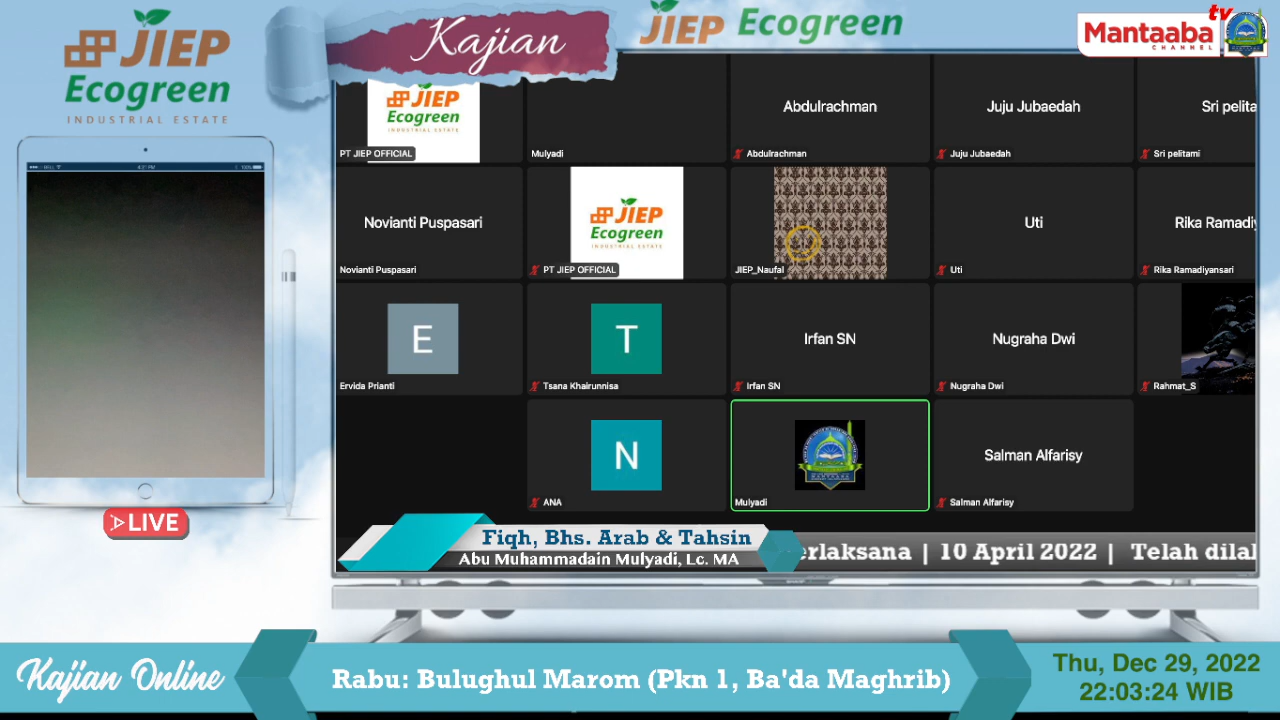 JIEP
Ecogreen
INDUSTRIAL ESTATE
Kajian
JIEP Ecogreen
Mantaaba tv
CHANNEL
JIEP
Ecogreen
INDUSTRIAL ESTATE
PT JIEP OFFICIAL
Mulyadi
Abdulrachman
Abdulrachman
Juju Jubaedah
Juju Jubaedah
Sri pelita
Sri pelitami
Novianti Puspasari
Novianti Puspasari
JIEP
Ecogreen
INDUSTRIAL ESTATE
PT JIEP OFFICIAL
JIEP_Naufal
Uti
Uti
Rika Ramadiy
Rika Ramadiyansari
E
Ervida Prianti
T
Tsana Khairunnisa
Irfan SN
Irfan SN
Nugraha Dwi
Nugraha Dwi
Rahmat_S
N
ANA
Mulyadi
Salman Alfarisy
Salman Alfarisy
LIVE
Fiqh, Bhs. Arab & Tahsin
Abu Muhammadain Mulyadi, Lc. MA
erlaksana | 10 April 2022 | Telah dilal
Kajian Online
Rabu: Bulughul Marom (Pkn 1, Ba'da Maghrib)
Thu, Dec 29, 2022
22:03:24 WIB